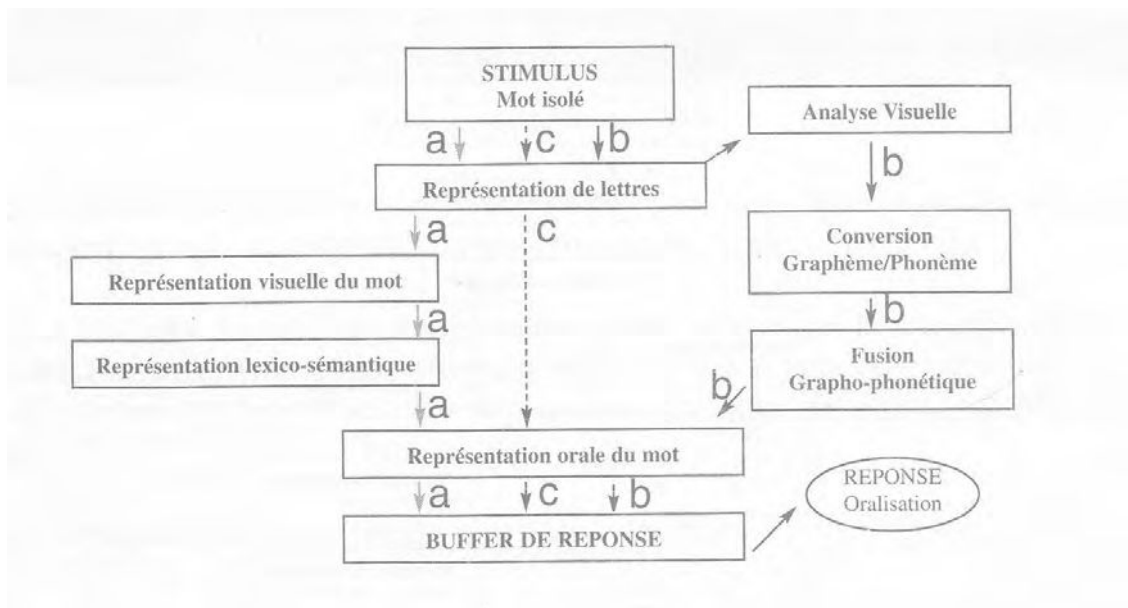 STIMULUS
Mot isolé
a
c
b
Analyse Visuelle
Représentation de lettres
b
a
c
Conversion
Graphème/Phonème
Représentation visuelle du mot
a
b
Représentation lexico-sémantique
Fusion
Grapho-phonétique
a
b
Représentation orale du mot
REPONSE
Oralisation
a
c
b
BUFFER DE REPONSE